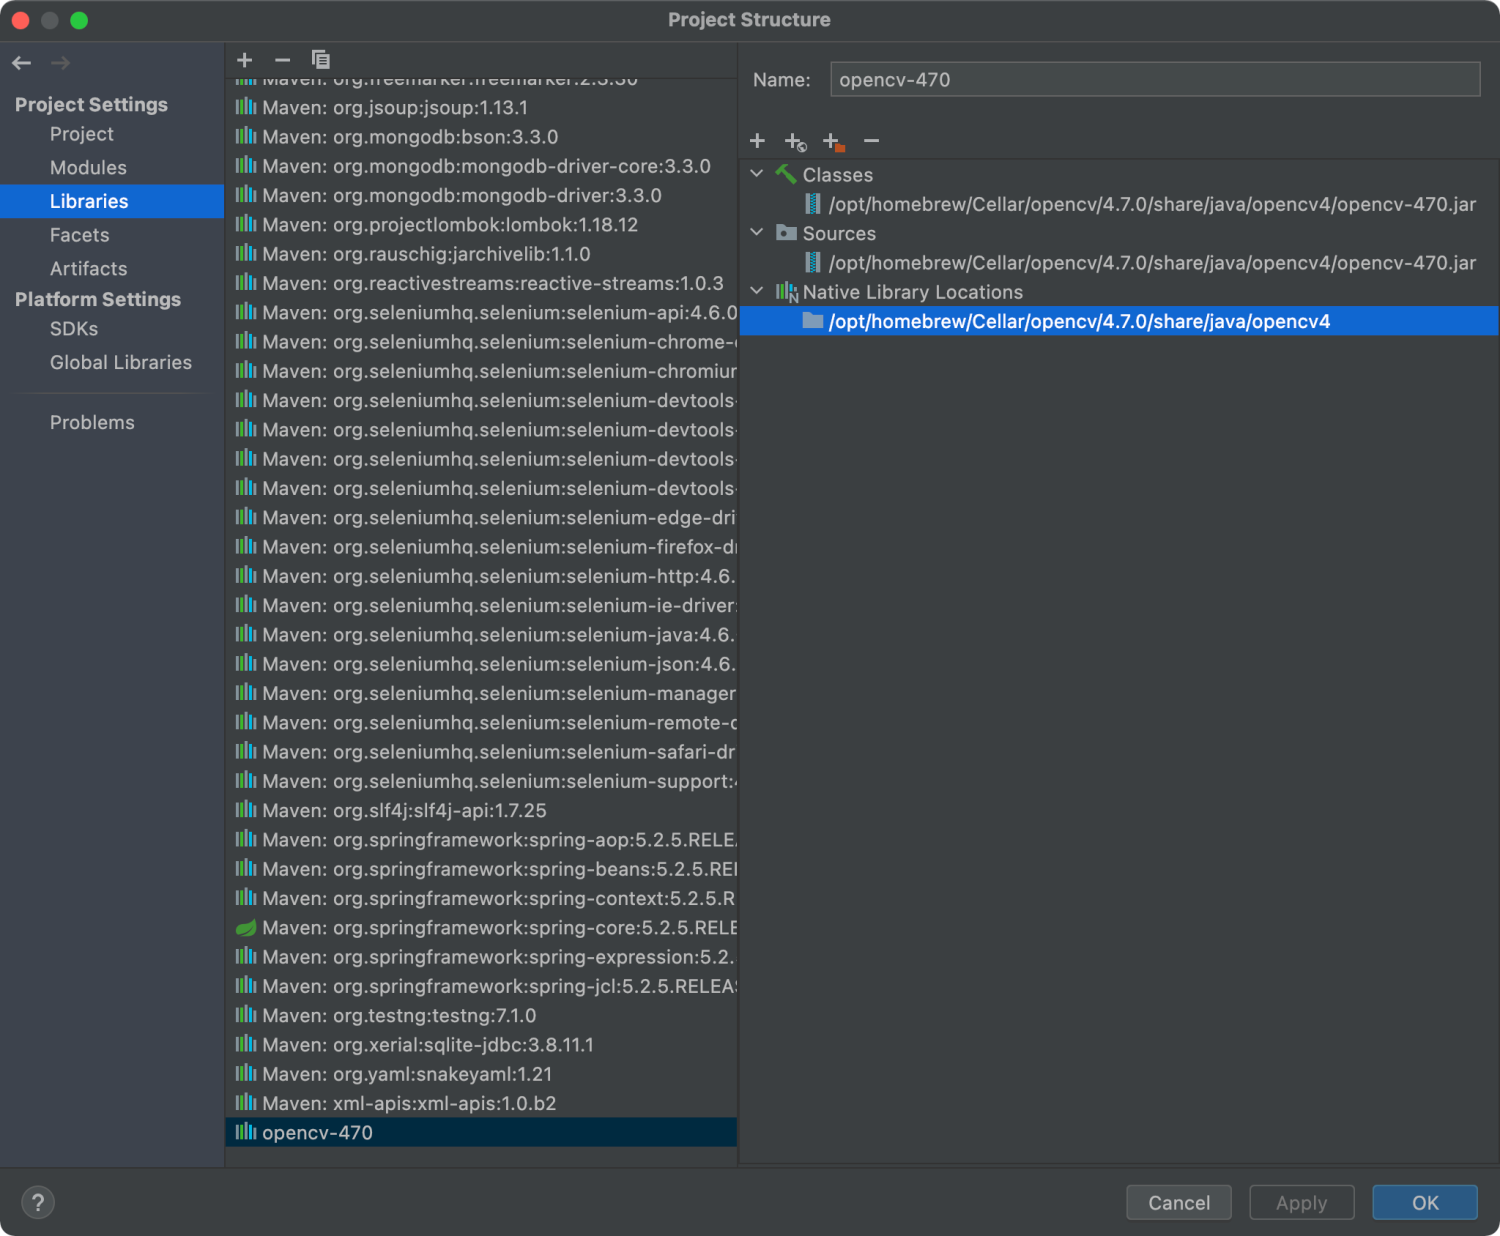 Project Structure
Project Settings
Project
Modules
Libraries
Facets
Artifacts
Platform Settings
SDKs
Global Libraries
Problems
Maven: org.freemarker:freemarker:2.3.30
Maven: org.jsoup:jsoup:1.13.1
Maven: org.mongodb:bson:3.3.0
Maven: org.mongodb:mongodb-driver-core:3.3.0
Maven: org.mongodb:mongodb-driver:3.3.0
Maven: org.projectlombok:lombok:1.18.12
Maven: org.rauschig:jarchivelib:1.1.0
Maven: org.reactivestreams:reactive-streams:1.0.3
Maven: org.seleniumhq.selenium:selenium-api:4.6.0
Maven: org.seleniumhq.selenium:selenium-chrome-
Maven: org.seleniumhq.selenium:selenium-chromiur
Maven: org.seleniumhq.selenium:selenium-devtools-
Maven: org.seleniumhq.selenium:selenium-devtools-
Maven: org.seleniumhq.selenium:selenium-devtools-
Maven: org.seleniumhq.selenium:selenium-devtools-
Maven: org.seleniumhq.selenium:selenium-edge-dri
Maven: org.seleniumhq.selenium:selenium-firefox-d
Maven: org.seleniumhq.selenium:selenium-http:4.6.
Maven: org.seleniumhq.selenium:selenium-ie-driver:
Maven: org.seleniumhq.selenium:selenium-java:4.6.
Maven: org.seleniumhq.selenium:selenium-json:4.6.
Maven: org.seleniumhq.selenium:selenium-manager
Maven: org.seleniumhq.selenium:selenium-remote-
Maven: org.seleniumhq.selenium:selenium-safari-dr
Maven: org.seleniumhq.selenium:selenium-support:
Maven: org.slf4j:slf4j-api:1.7.25
Maven: org.springframework:spring-aop:5.2.5.RELE
Maven: org.springframework:spring-beans:5.2.5.REI
Maven: org.springframework:spring-context:5.2.5.R
Maven: org.springframework:spring-core:5.2.5.RELE
Maven: org.springframework:spring-expression:5.2.
Maven: org.springframework:spring-jcl:5.2.5.RELEA
Maven: org.testng:testng:7.1.0
Maven: org.xerial:sqlite-jdbc:3.8.11.1
Maven: org.yaml:snakeyaml:1.21
Maven: xml-apis:xml-apis:1.0.b2
opencv-470
Name: opencv-470
Classes
/opt/homebrew/Cellar/opencv/4.7.0/share/java/opencv4/opencv-470.jar
Sources
/opt/homebrew/Cellar/opencv/4.7.0/share/java/opencv4/opencv-470.jar
Native Library Locations
/opt/homebrew/Cellar/opencv/4.7.0/share/java/opencv4
? Cancel Apply OK